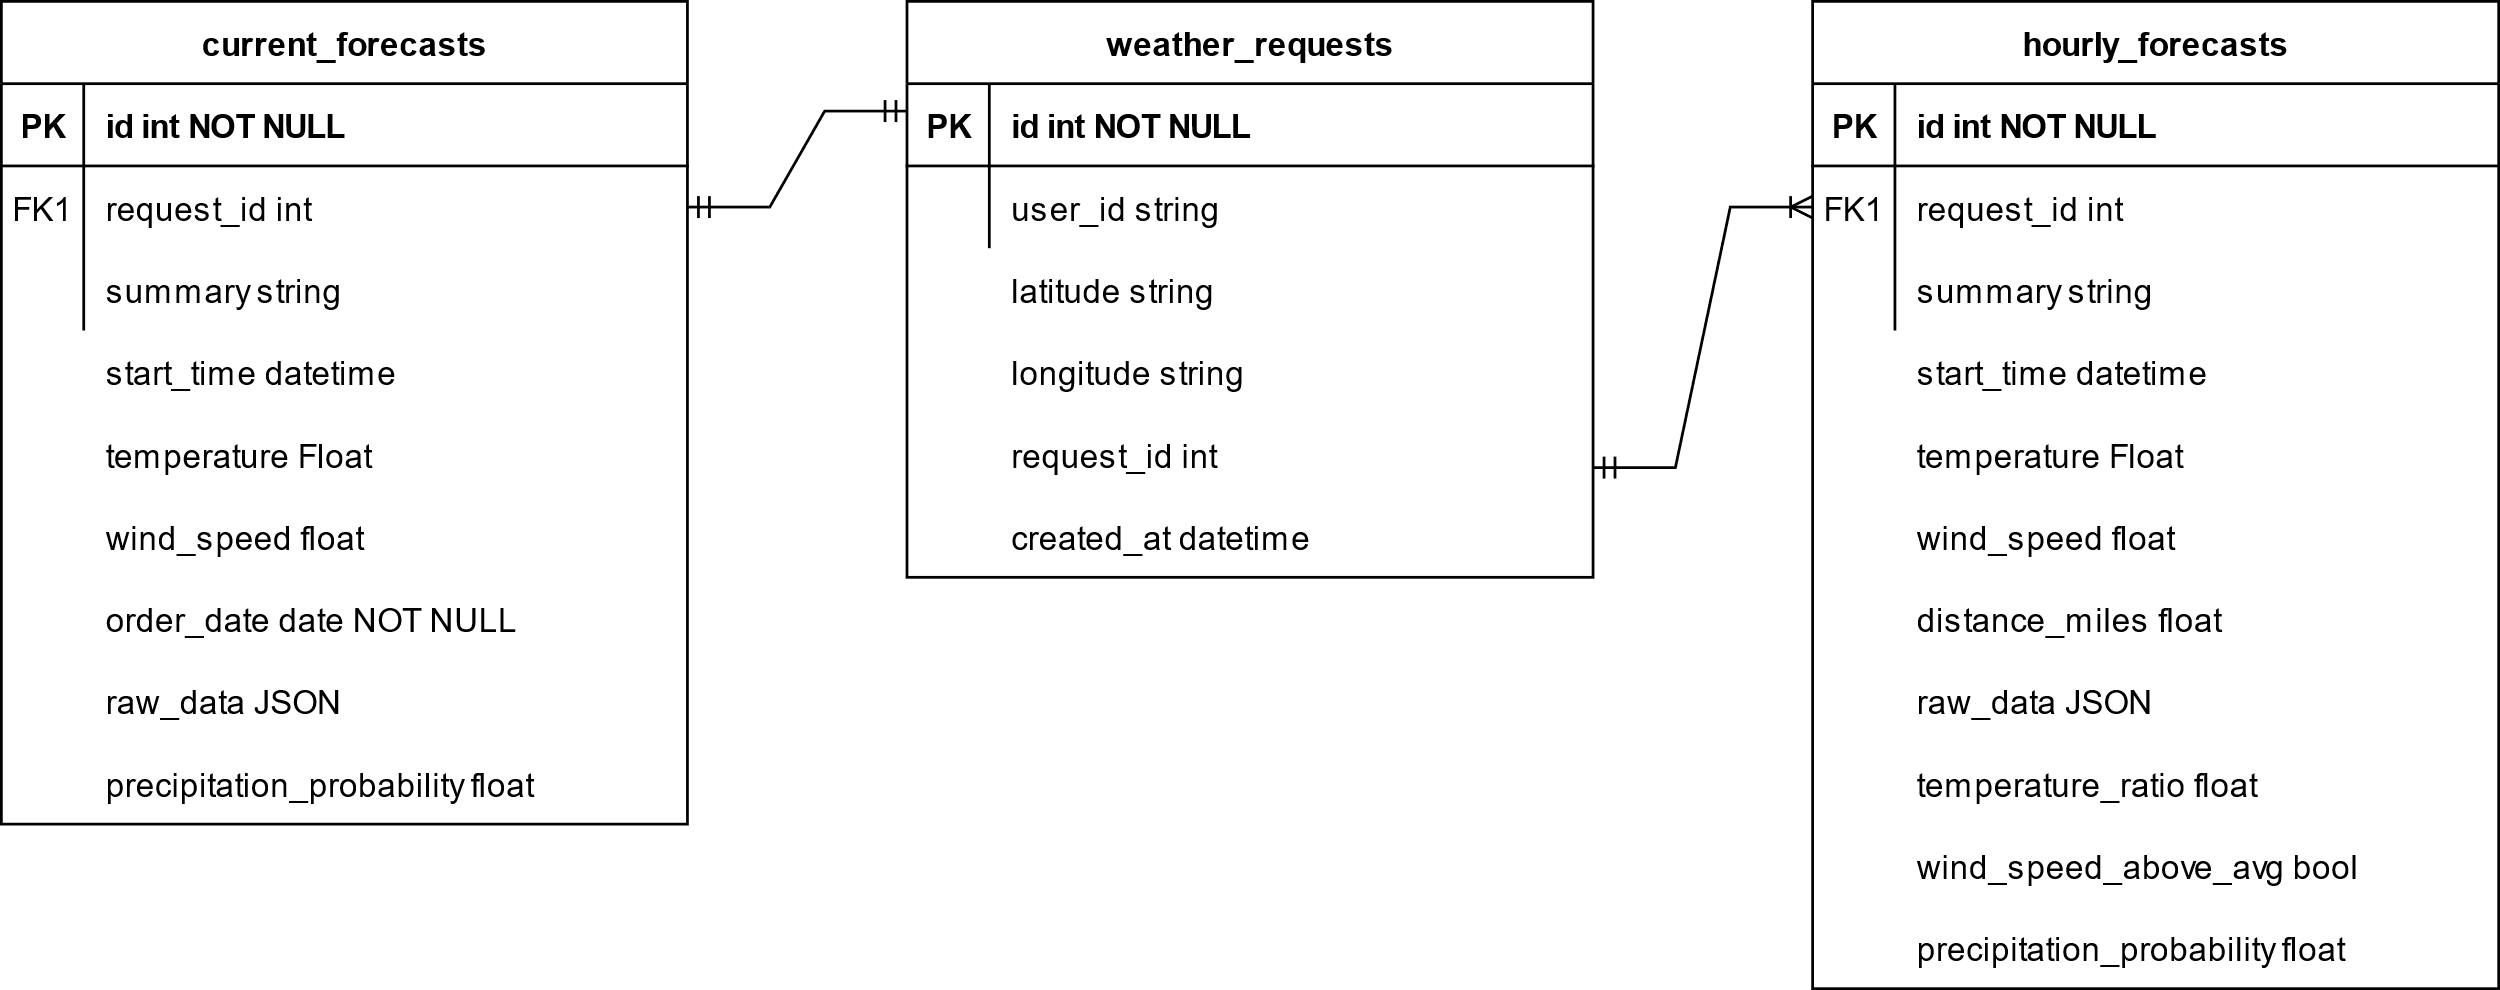 current_forecasts
PK id int NOT NULL
FK1 request_id int
summary string
start_time datetime
temperature Float
wind_speed float
order_date date NOT NULL
raw_data JSON
precipitation_probability float
weather_requests
PK id int NOT NULL
user_id string
latitude string
longitude string
request_id int
created_at datetime
hourly_forecasts
PK id int NOT NULL
FK1 request_id int
summary string
start_time datetime
temperature Float
wind_speed float
distance_miles float
raw_data JSON
temperature_ratio float
wind_speed_above_avg bool
precipitation_probability float